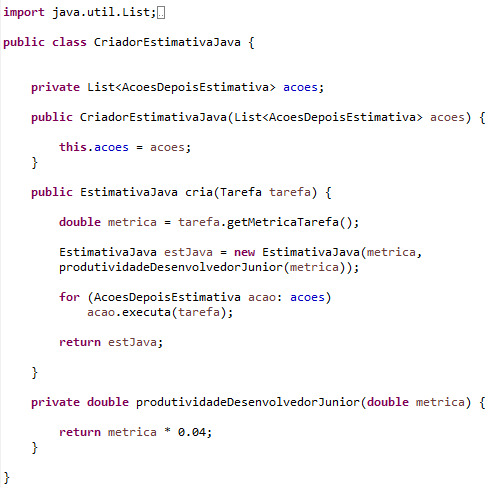 import java.util.List;
public class CriadorEstimativaJava {
private List<AcoesDepoisEstimativa> acoes;
public CriadorEstimativaJava(List<AcoesDepoisEstimativa> acoes) {
this.acoes = acoes;
}
public EstimativaJava cria(Tarefa tarefa) {
double metrica = tarefa.getMetricaTarefa();
EstimativaJava estJava = new EstimativaJava(metrica,
produtividadeDesenvolvedorJunior(metrica));
for (AcoesDepoisEstimativa acao: acoes)
acao.executa(tarefa);
return estJava;
}
private double produtividadeDesenvolvedorJunior(double metrica) {
return metrica * 0.04;
}
}